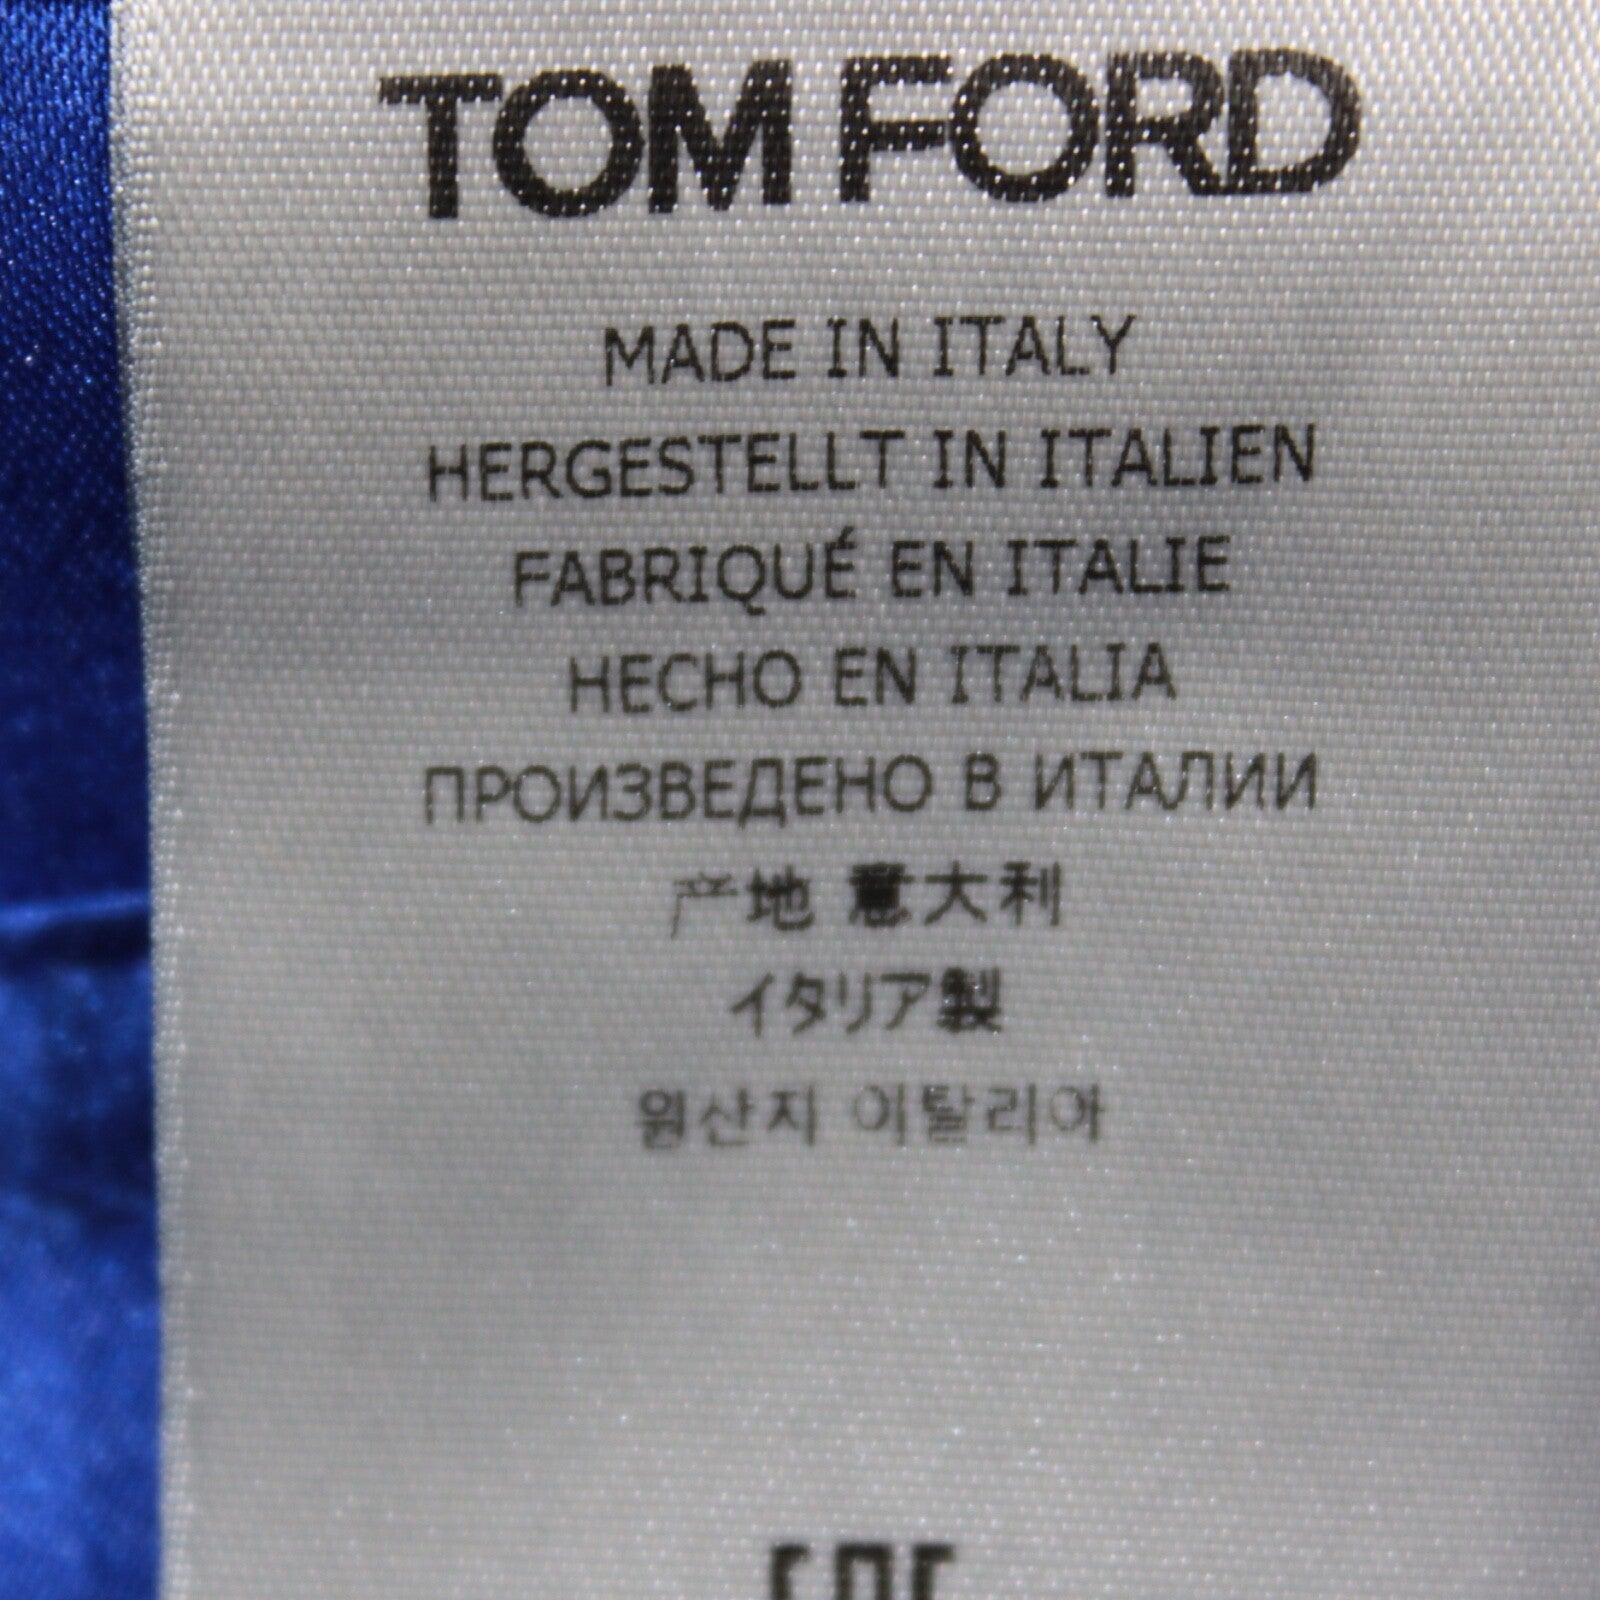 TOM FORD
MADE IN ITALY
HERGESTELLT IN ITALIEN
FABRIQUÉ EN ITALIE
HECHO EN ITALIA
ПРОИЗВЕДЕНО В ИТАЛИИ
产地 意大利
イタリア製
원산지 이탈리아